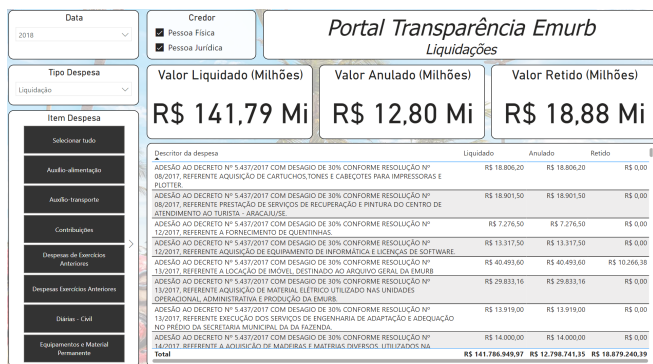 Data
2018
Tipo Despesa
Liquidação
Item Despesa
Selecionar tudo
Auxílio-alimentação
Auxílio-transporte
Contribuições
Despesas de Exercícios
Anteriores
Despesas Exercícios Anteriores
Diárias - Civil
Equipamentos e Material
Permanente
Credor
Pessoa Física
Pessoa Jurídica
Portal Transparência Emurb
Liquidações
Valor Liquidado (Milhões)
R$ 141,79 Mi
Valor Anulado (Milhões)
R$ 12,80 Mi
Valor Retido (Milhões)
R$ 18,88 Mi
Descritor da despesa Liquidado Anulado Retido
ADESÃO AO DECRETO Nº 5.437/2017 COM DESAGIO DE 30% CONFORME RESOLUÇÃO Nº R$ 18.806,20 R$ 18.806,20 R$ 0,00
08/2017, REFERENTE AQUISIÇÃO DE CARTUCHOS,TONES E CABEÇOTES PARA IMPRESSORAS E
PLOTTER.
ADESÃO AO DECRETO Nº 5.437/2017 COM DESAGIO DE 30% CONFORME RESOLUÇÃO Nº R$ 18.901,50 R$ 18.901,50 R$ 0,00
08/2017, REFERENTE PRESTAÇÃO DE SERVIÇOS DE RECUPERAÇÃO E PINTURA DO CENTRO DE
ATENDIMENTO AO TURISTA - ARACAJU/SE.
ADESÃO AO DECRETO Nº 5.437/2017 COM DESAGIO DE 30% CONFORME RESOLUÇÃO Nº R$ 7.276,50 R$ 7.276,50 R$ 0,00
12/2017, REFERENTE A FORNECIMENTO DE QUENTINHAS.
ADESÃO AO DECRETO Nº 5.437/2017 COM DESAGIO DE 30% CONFORME RESOLUÇÃO Nº R$ 13.317,50 R$ 13.317,50 R$ 0,00
12/2017, REFERENTE AQUISIÇÃO DE EQUIPAMENTO DE INFORMÁTICA E LICENÇAS DE SOFTWARE.
ADESÃO AO DECRETO Nº 5.437/2017 COM DESAGIO DE 30% CONFORME RESOLUÇÃO Nº R$ 40.493,60 R$ 40.493,60 R$ 10.266,38
13/2017, REFERENTE A LOCAÇÃO DE IMÓVEL, DESTINADO AO ARQUIVO GERAL DA EMURB
ADESÃO AO DECRETO Nº 5.437/2017 COM DESAGIO DE 30% CONFORME RESOLUÇÃO Nº R$ 29.833,16 R$ 29.833,16 R$ 0,00
13/2017, REFERENTE AQUISIÇÃO DE MATERIAL ELÉTRICO UTILIZADO NAS UNIDADES
OPERACIONAL, ADMINISTRATIVA E PRODUÇÃO DA EMURB.
ADESÃO AO DECRETO Nº 5.437/2017 COM DESAGIO DE 30% CONFORME RESOLUÇÃO Nº R$ 13.919,00 R$ 13.919,00 R$ 0,00
13/2017, REFERENTE EXECUÇÃO DOS SERVIÇOS DE ENGENHARIA DE ADAPTAÇÃO E ADEQUAÇÃO
NO PRÉDIO DA SECRETARIA MUNICIPAL DA DA FAZENDA.
ADESÃO AO DECRETO Nº 5.437/2017 COM DESAGIO DE 30% CONFORME RESOLUÇÃO Nº R$ 14.000,00 R$ 14.000,00 R$ 0,00
14/2017, REFERENTE A AQUISIÇÃO DE MADEIRAS E MATERIAS DIVERSOS, UTILIZADOS NA
Total R$ 141.786.949,97 R$ 12.798.741,35 R$ 18.879.240,39